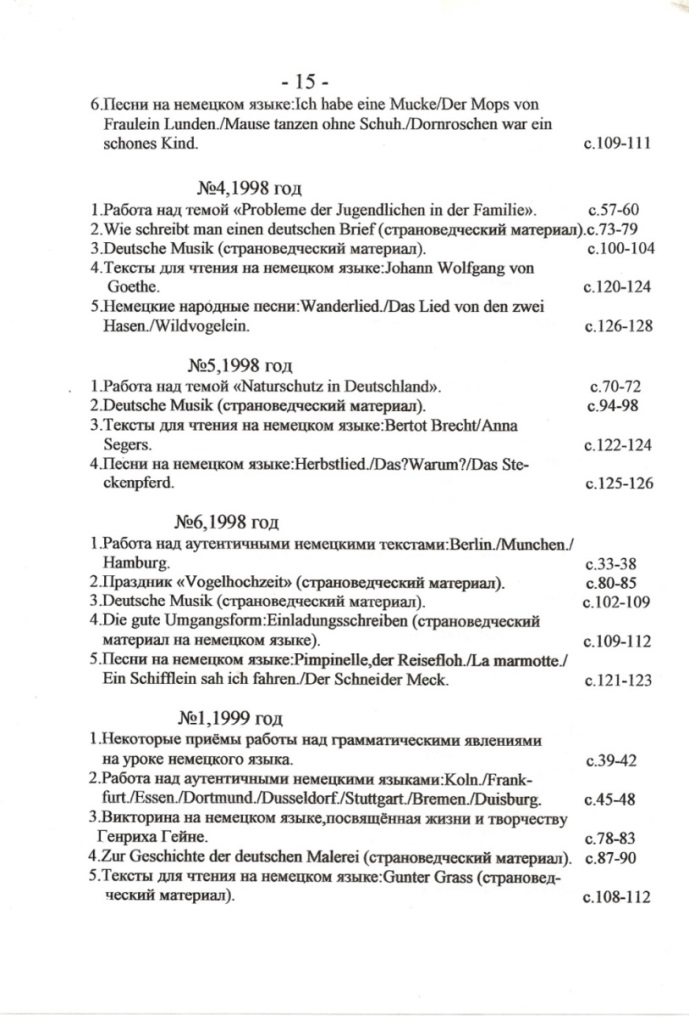 - 15 -
6.Песни на немецком языке:Ich habe eine Mucke/Der Mops von
Fraulein Lunden./Mause tanzen ohne Schuh./Dornroschen war ein
schones Kind. с.109-111
№4,1998 год
1.Работа над темой «Probleme der Jugendlichen in der Familie». с.57-60
2.Wie schreibt man einen deutschen Brief (страноведческий материал).с.73-79
3.Deutsche Musik (страноведческий материал). с.100-104
4.Тексты для чтения на немецком языке:Johann Wolfgang von
Goethe. с.120-124
5.Немецкие народные песни:Wanderlied./Das Lied von den zwei
Hasen./Wildvogelein. с.126-128
№5,1998 год
1.Работа над темой «Naturschutz in Deutschland». с.70-72
2.Deutsche Musik (страноведческий материал). с.94-98
3.Тексты для чтения на немецком языке:Bertot Brecht/Anna
Segers. с.122-124
4.Песни на немецком языке:Herbstlied./Das?Warum?/Das Ste-
ckenpferd. с.125-126
№6,1998 год
1.Работа над аутентичными немецкими текстами:Berlin./Munchen./
Hamburg. с.33-38
2.Праздник «Vogelhochzeit» (страноведческий материал). с.80-85
3.Deutsche Musik (страноведческий материал). с.102-109
4.Die gute Umgangsform:Einladungsschreiben (страноведческий
материал на немецком языке). с.109-112
5.Песни на немецком языке:Pimpinelle,der Reisefloh./La marmotte./
Ein Schifflein sah ich fahren./Der Schneider Meck. с.121-123
№1,1999 год
1.Некоторые приёмы работы над грамматическими явлениями
на уроке немецкого языка. с.39-42
2.Работа над аутентичными немецкими языками:Koln./Frank-
furt./Essen./Dortmund./Dusseldorf./Stuttgart./Bremen./Duisburg. с.45-48
3.Викторина на немецком языке,посвящённая жизни и творчеству
Генриха Гейне. с.78-83
4.Zur Geschichte der deutschen Malerei (страноведческий материал). с.87-90
5.Тексты для чтения на немецком языке:Gunter Grass (страновед-
ческий материал). с.108-112